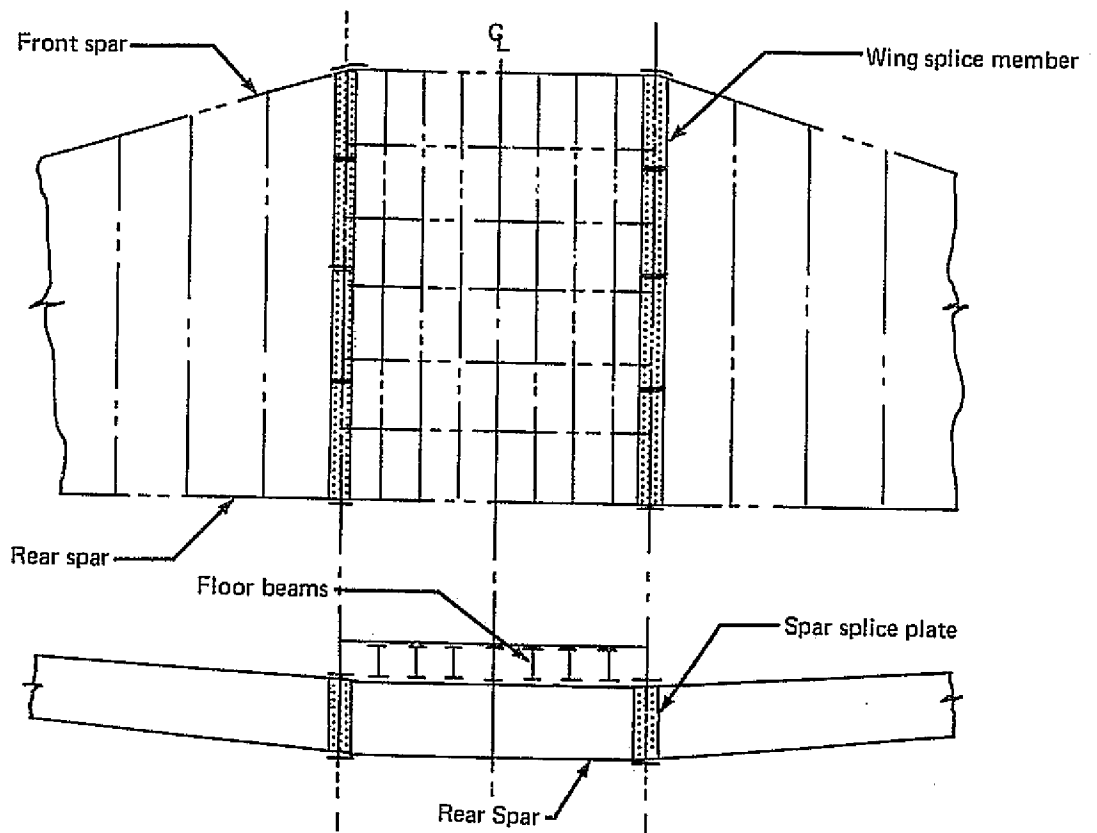 ℄
Front spar
Wing splice member
Rear spar
Floor beams
Spar splice plate
Rear Spar